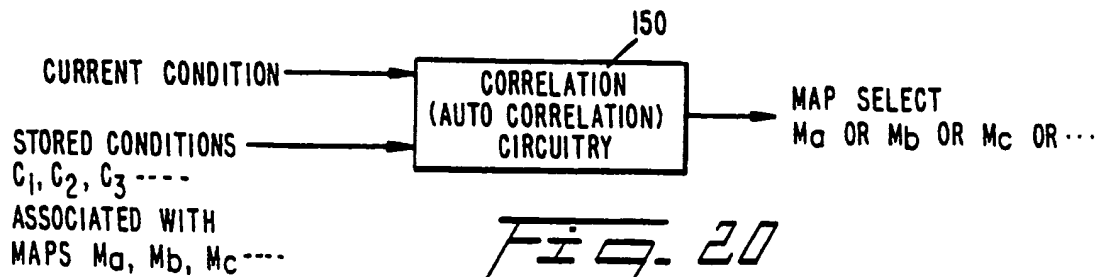 150
CURRENT CONDITION
CORRELATION
(AUTO CORRELATION)
CIRCUITRY
MAP SELECT
Ma OR Mb OR Mc OR ...
STORED CONDITIONS
C1, C2, C3 ----
ASSOCIATED WITH
MAPS Ma, Mb, Mc ----
Fig. 20